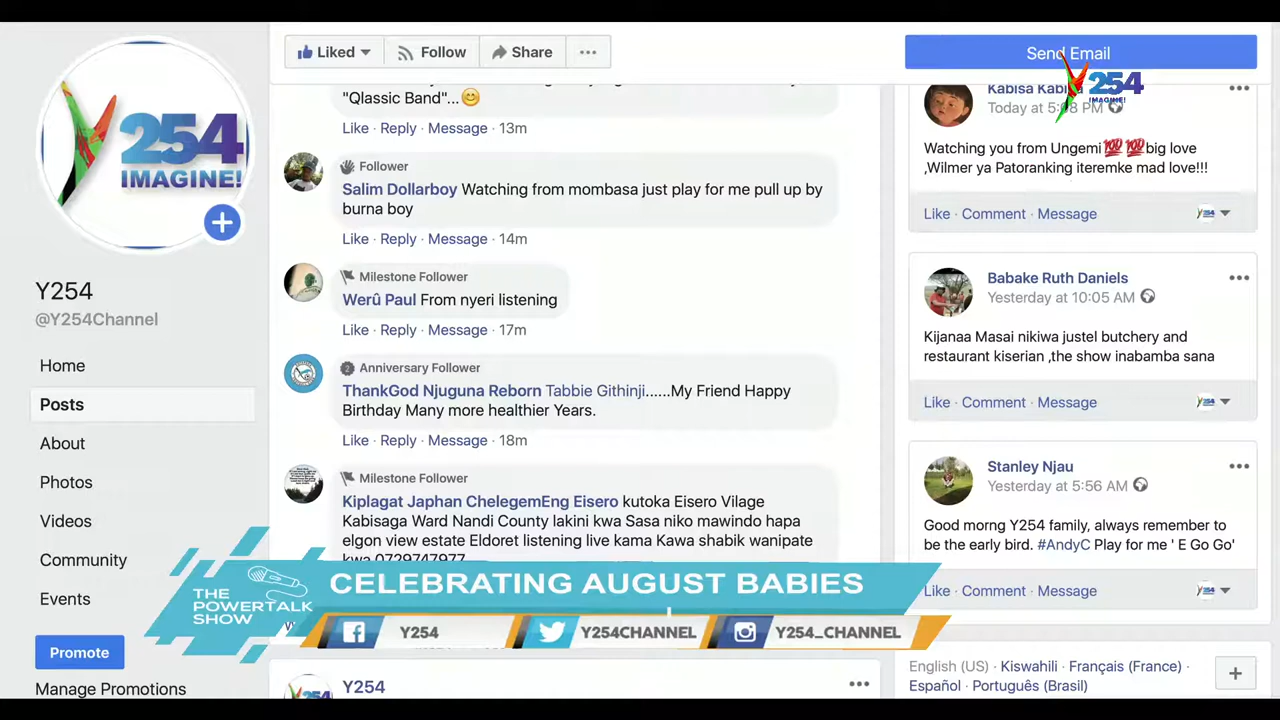 254
IMAGINE!
Y254
@Y254Channel
Home
Posts
About
Photos
Videos
Community
Events
Promote
Manage Promotions
Liked
Follow
Share
"Qlassic Band"...😊
Like · Reply · Message · 13m
Follower
Salim Dollarboy Watching from mombasa just play for me pull up by
burna boy
Like · Reply · Message · 14m
Milestone Follower
Werû Paul From nyeri listening
Like · Reply · Message · 17m
2 Anniversary Follower
ThankGod Njuguna Reborn Tabbie Githinji......My Friend Happy
Birthday Many more healthier Years.
Like · Reply · Message · 18m
Milestone Follower
Kiplagat Japhan ChelegemEng Eisero kutoka Eisero Vilage
Kabisaga Ward Nandi County lakini kwa Sasa niko mawindo hapa
elgon view estate Eldoret listening live kama Kawa shabik wanipate
kwa 0729747977
Y254
Send Email
254
IMAGINE!
Kabisa Kabisa
Today at 5:08 PM
Watching you from Ungemi💯💯big love
,Wilmer ya Patoranking iteremke mad love!!!
Like · Comment · Message
Babake Ruth Daniels
Yesterday at 10:05 AM
Kijanaa Masai nikiwa justel butchery and
restaurant kiserian ,the show inabamba sana
Like · Comment · Message
Stanley Njau
Yesterday at 5:56 AM
Good morng Y254 family, always remember to
be the early bird. #AndyC Play for me ' E Go Go'
Like · Comment · Message
English (US) · Kiswahili · Français (France) ·
Español · Português (Brasil)
THE
POWERTALK
SHOW
CELEBRATING AUGUST BABIES
Y254
Y254CHANNEL
Y254_CHANNEL